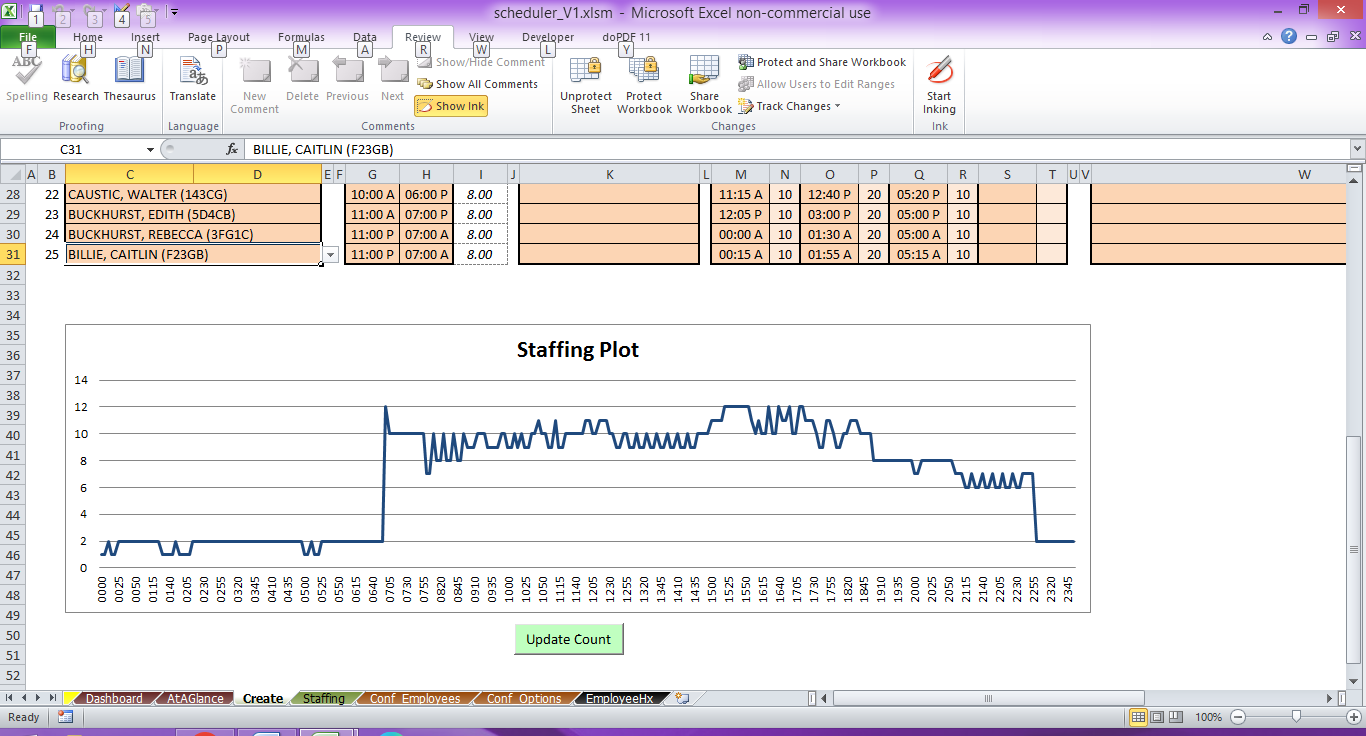 1 2 3 4 5 scheduler_V1.xlsm - Microsoft Excel non-commercial use
File Home Insert Page Layout Formulas Data Review View Developer doPDF 11
F H N P M A R W L Y
ABC
Spelling Research Thesaurus Translate New Comment Delete Previous Next
Show/Hide Comment
Show All Comments
Show Ink
Unprotect Sheet Protect Workbook Share Workbook
Protect and Share Workbook
Allow Users to Edit Ranges
Track Changes
Start Inking
Proofing Language Comments Changes Ink
C31 fx BILLIE, CAITLIN (F23GB)
A B C D E F G H I J K L M N O P Q R S T U V W
28 22 CAUSTIC, WALTER (143CG) 10:00 A 06:00 P 8.00 11:15 A 10 12:40 P 20 05:20 P 10
29 23 BUCKHURST, EDITH (5D4CB) 11:00 A 07:00 P 8.00 12:05 P 10 03:00 P 20 05:00 P 10
30 24 BUCKHURST, REBECCA (3FG1C) 11:00 P 07:00 A 8.00 00:00 A 10 01:30 A 20 05:00 A 10
31 25 BILLIE, CAITLIN (F23GB) 11:00 P 07:00 A 8.00 00:15 A 10 01:55 A 20 05:15 A 10
32
33
34
35
36
37
38
39
40
41
42
43
44
45
46
47
48
49
50
51
52
Staffing Plot
14
12
10
8
6
4
2
0
0000 0025 0050 0115 0140 0205 0230 0255 0320 0345 0410 0435 0500 0525 0550 0615 0640 0705 0730 0755 0820 0845 0910 0935 1000 1025 1050 1115 1140 1205 1230 1255 1320 1345 1410 1435 1500 1525 1550 1615 1640 1705 1730 1755 1820 1845 1910 1935 2000 2025 2050 2115 2140 2205 2230 2255 2320 2345
Update Count
Dashboard AtAGlance Create Staffing Conf_Employees Conf_Options EmployeeHx
Ready 100%